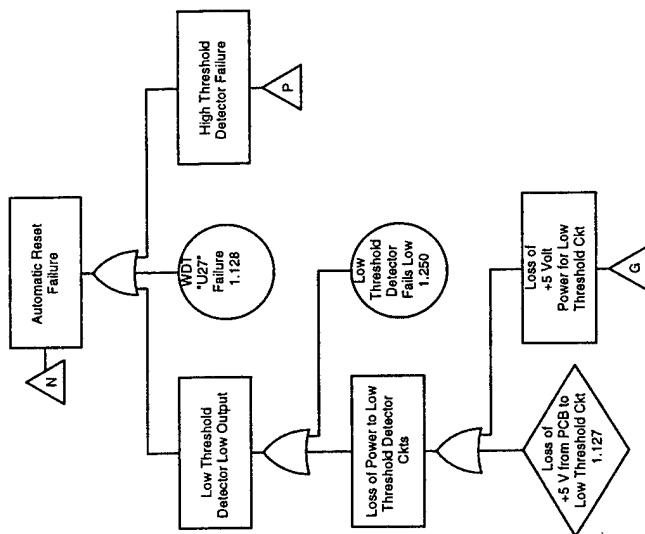 Automatic Reset
Failure
N
Low Threshold
Detector Low Output
WDT
"U27"
Failure
1.128
High Threshold
Detector Failure
P
Loss of Power to Low
Threshold Detector
Ckts
Low
Threshold
Detector
Fails Low
1.250
Loss of
+5 V from PCB to
Low Threshold Ckt
1.127
Loss of
+5 Volt
Power for Low
Threshold Ckt
G